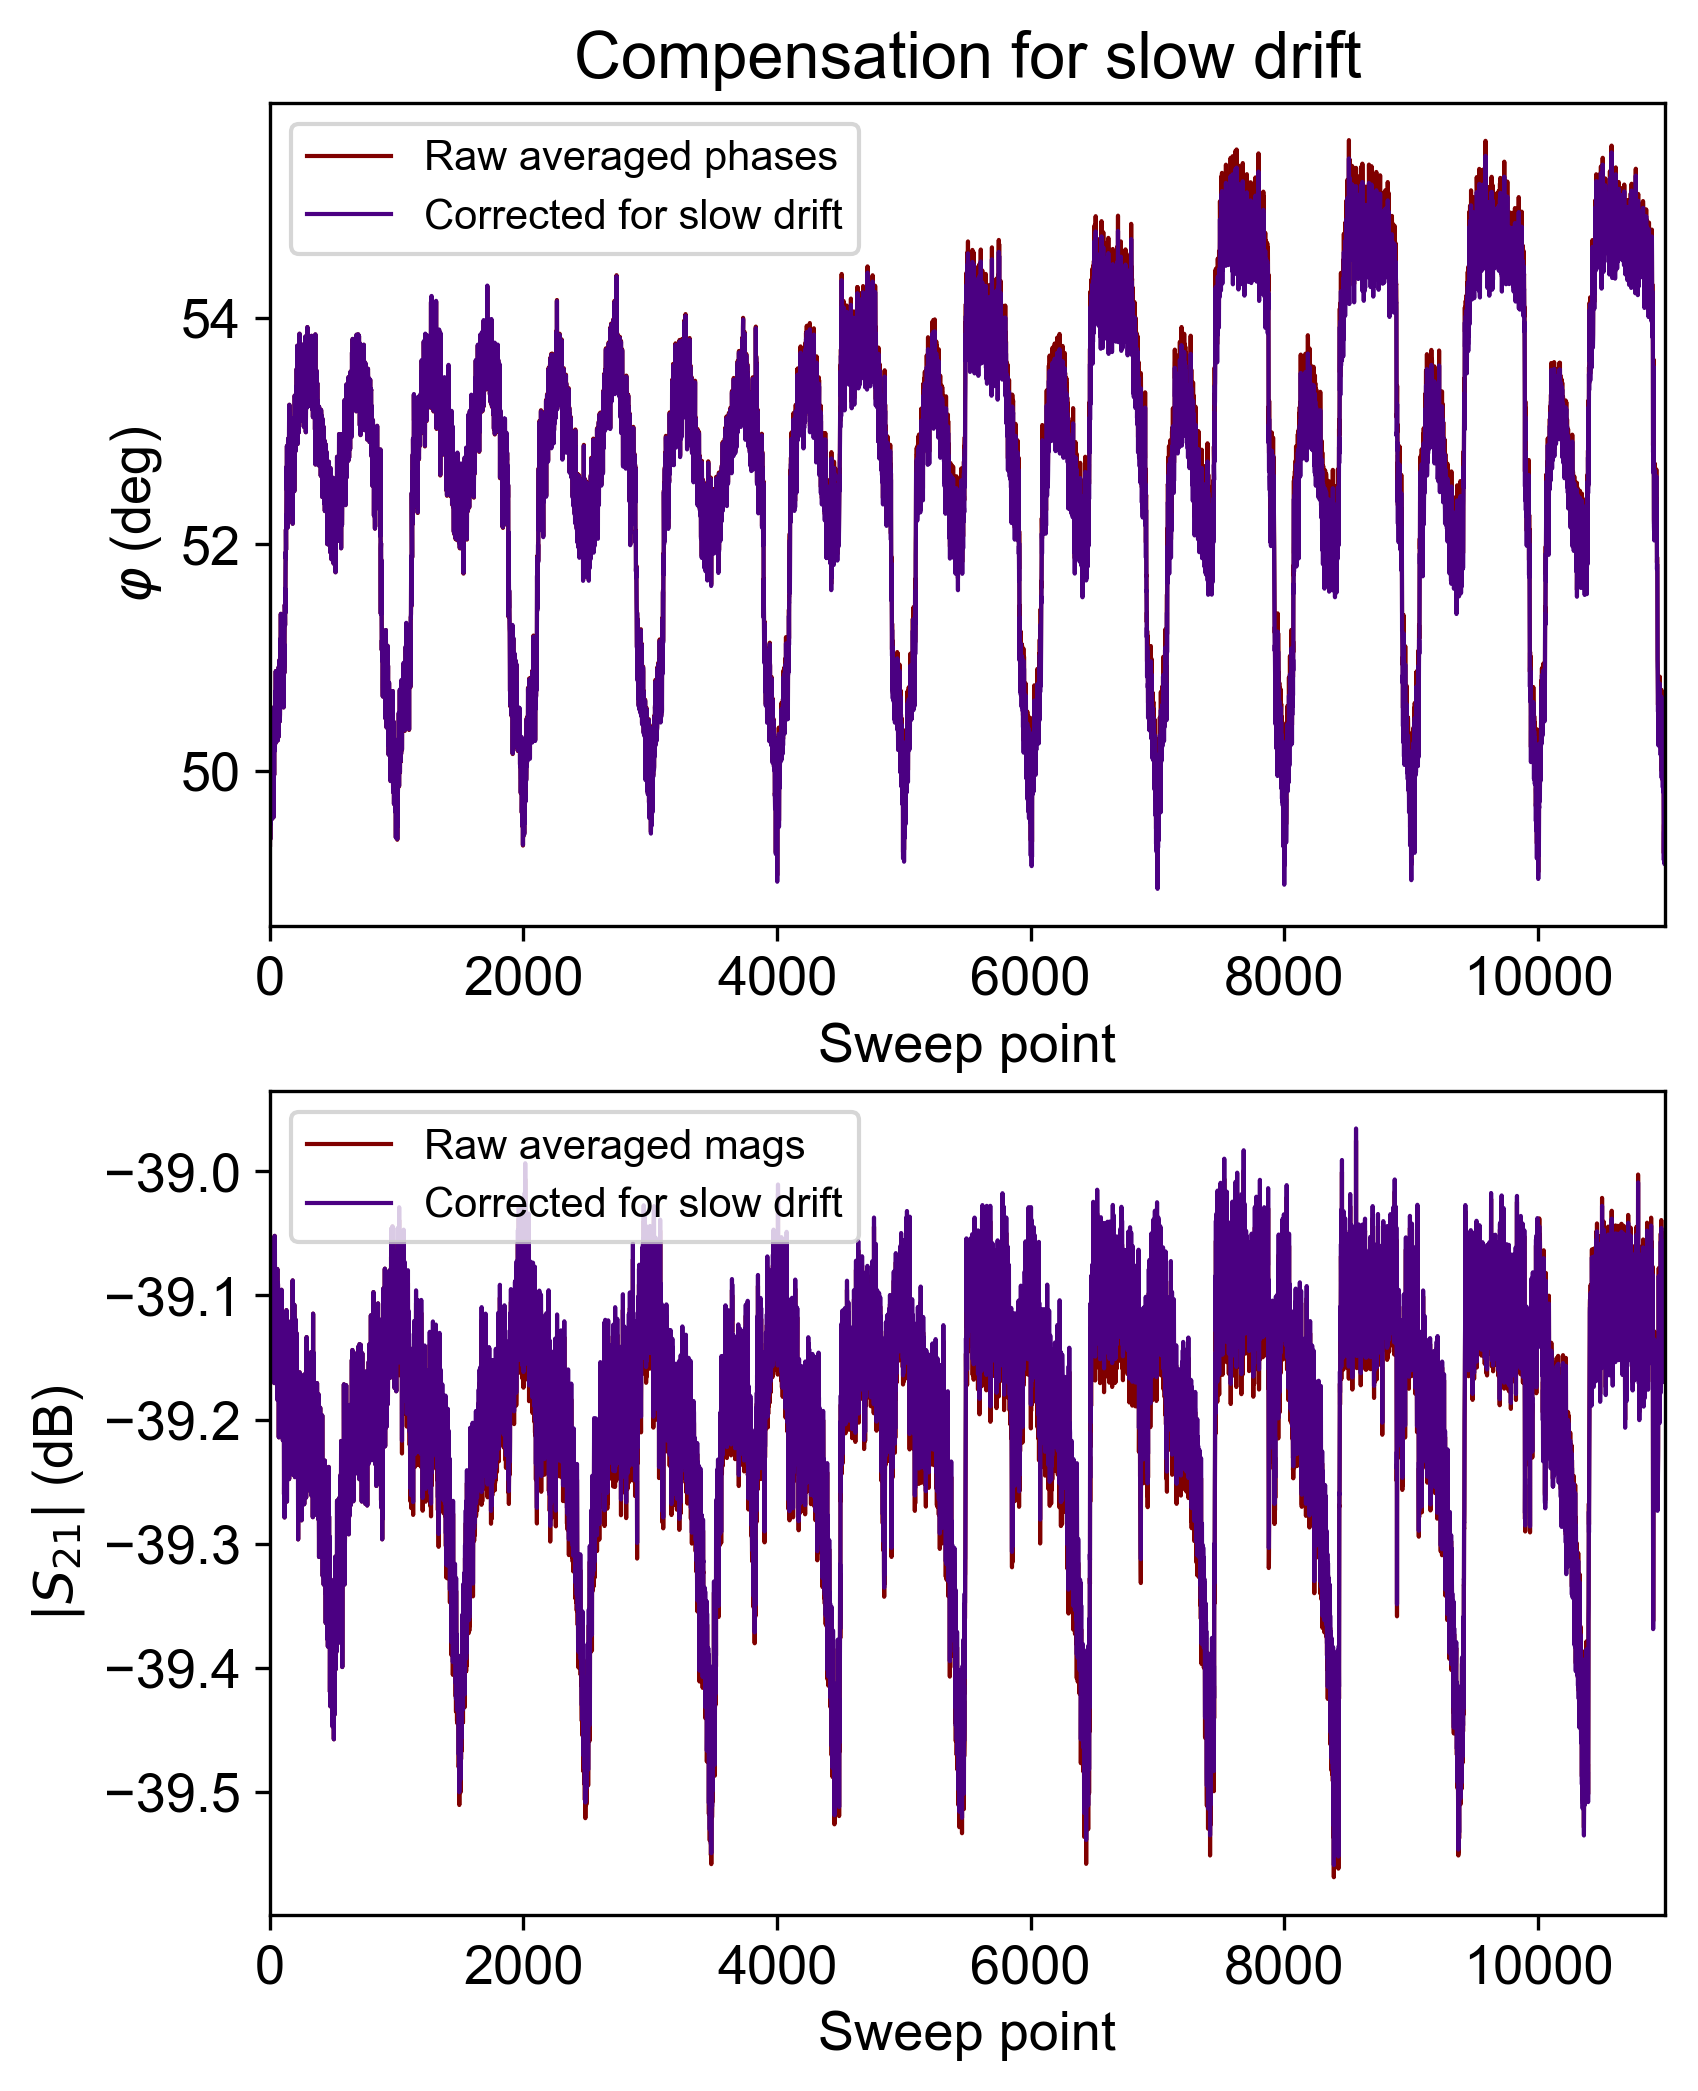 Compensation for slow drift
Raw averaged phases
Corrected for slow drift
54
52
50
φ (deg)
0 2000 4000 6000 8000 10000
Sweep point
Raw averaged mags
Corrected for slow drift
−39.0
−39.1
−39.2
−39.3
−39.4
−39.5
|S₂₁| (dB)
0 2000 4000 6000 8000 10000
Sweep point